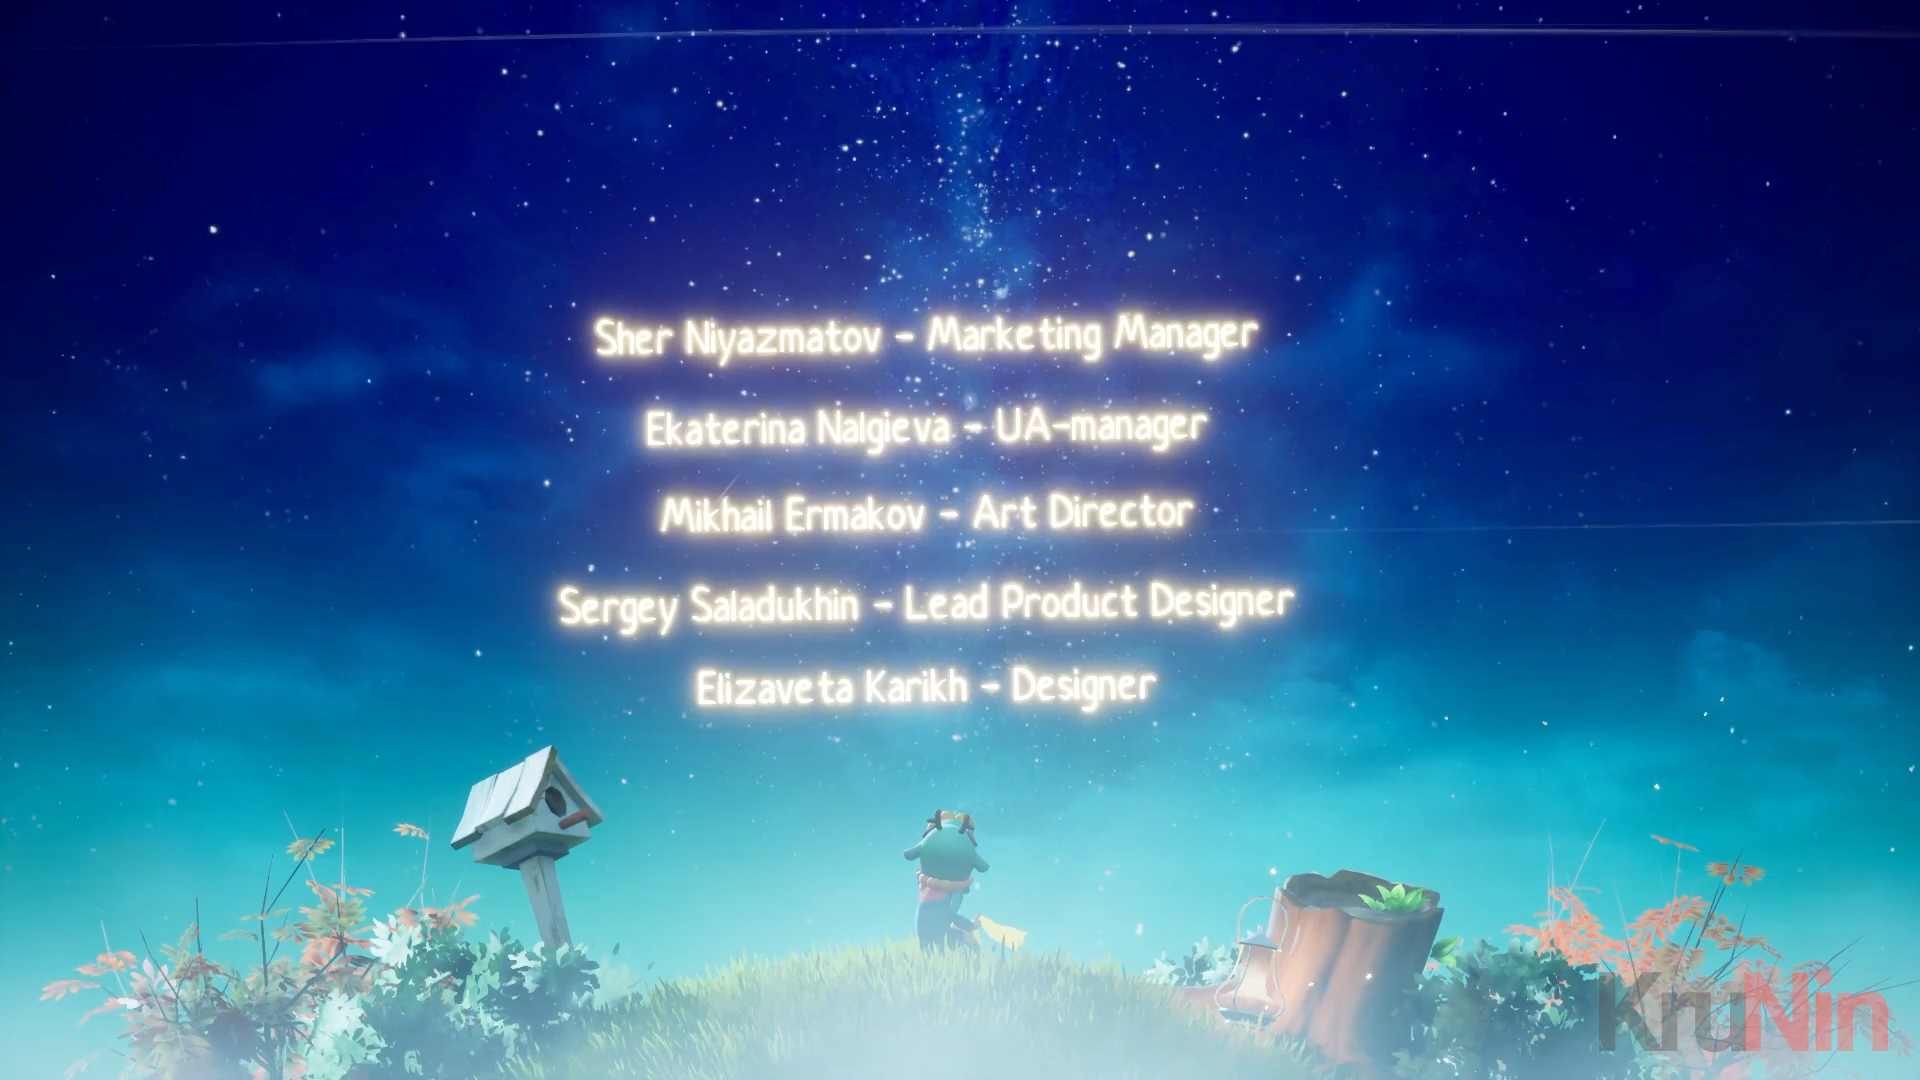 Sher Niyazmatov - Marketing Manager
Ekaterina Nalgieva - UA-manager
Mikhail Ermakov - Art Director
Sergey Saladukhin - Lead Product Designer
Elizaveta Karikh - Designer
KruNin